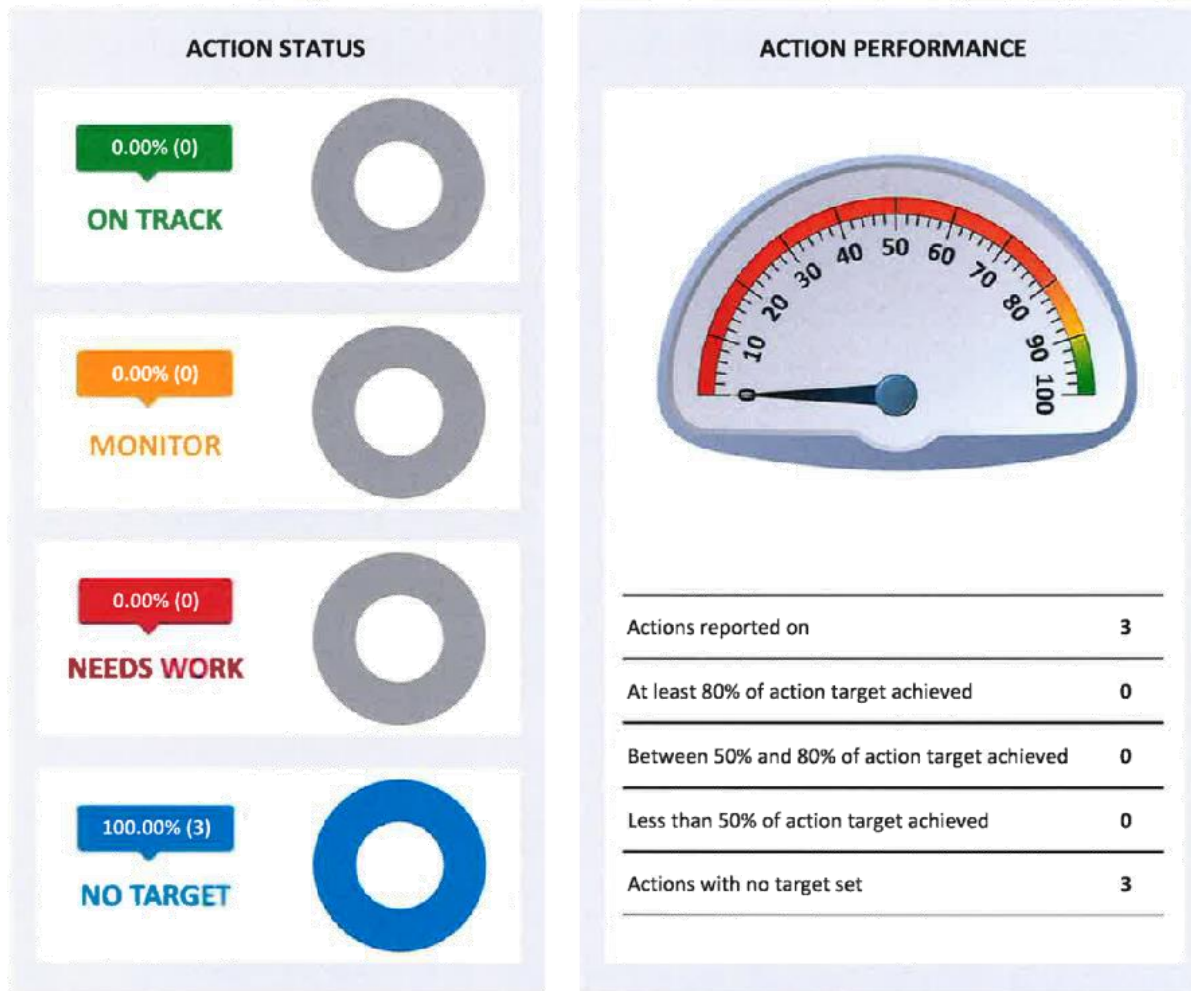 ACTION STATUS
0.00% (0)
ON TRACK
0.00% (0)
MONITOR
0.00% (0)
NEEDS WORK
100.00% (3)
NO TARGET
ACTION PERFORMANCE
0
10
20
30
40
50
60
70
80
90
100
Actions reported on 3
At least 80% of action target achieved 0
Between 50% and 80% of action target achieved 0
Less than 50% of action target achieved 0
Actions with no target set 3